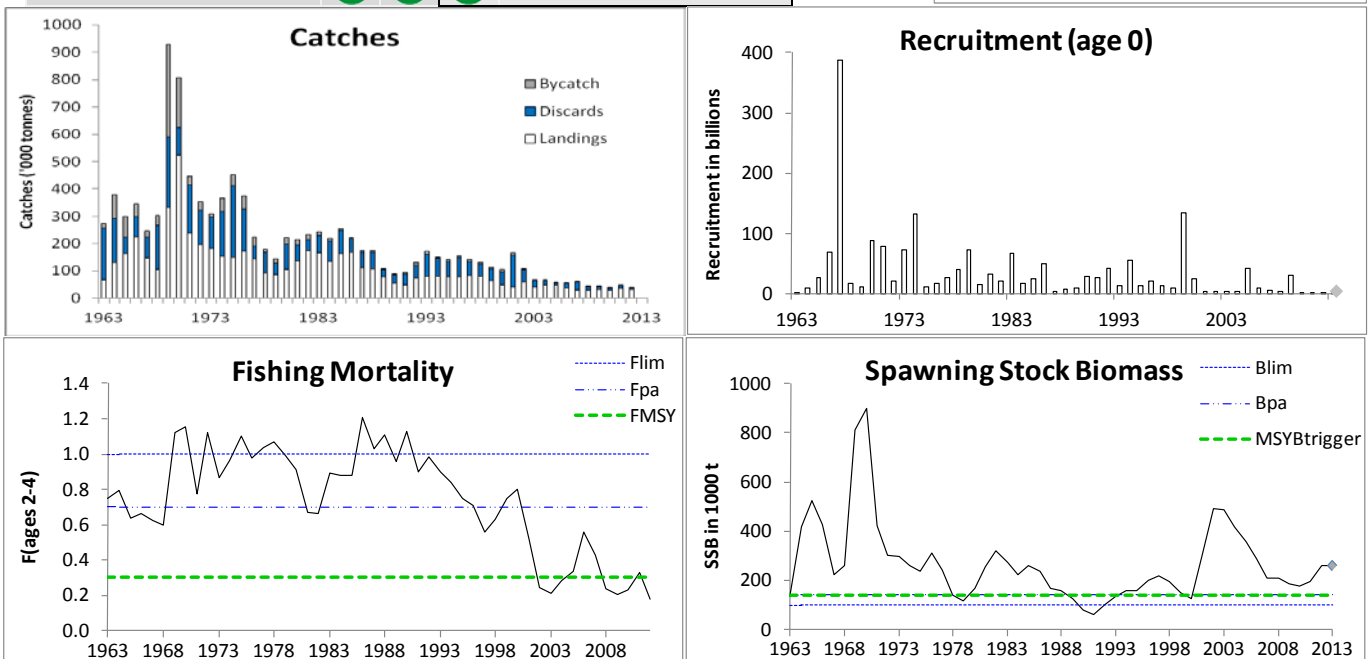 Catches
Catches ('000 tonnes)
1000
900
800
700
600
500
400
300
200
100
0
Bycatch
Discards
Landings
1963 1973 1983 1993 2003 2013
Recruitment (age 0)
Recruitment in billions
400
300
200
100
0
1963 1973 1983 1993 2003
Fishing Mortality
F(ages 2-4)
1.4
1.2
1.0
0.8
0.6
0.4
0.2
0.0
Flim
Fpa
FMSY
1963 1968 1973 1978 1983 1988 1993 1998 2003 2008
Spawning Stock Biomass
SSB in 1000 t
1000
800
600
400
200
0
Blim
Bpa
MSYBtrigger
1963 1968 1973 1978 1983 1988 1993 1998 2003 2008 2013